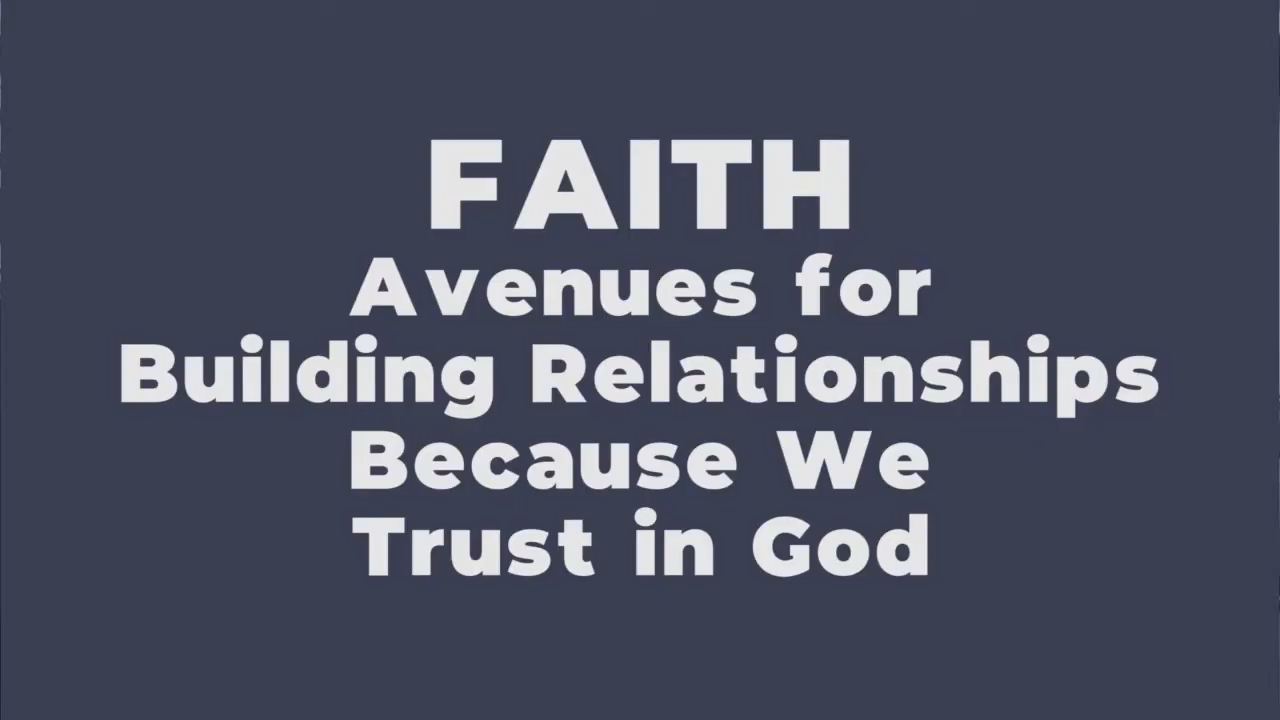 FAITH
Avenues for
Building Relationships
Because We
Trust in God